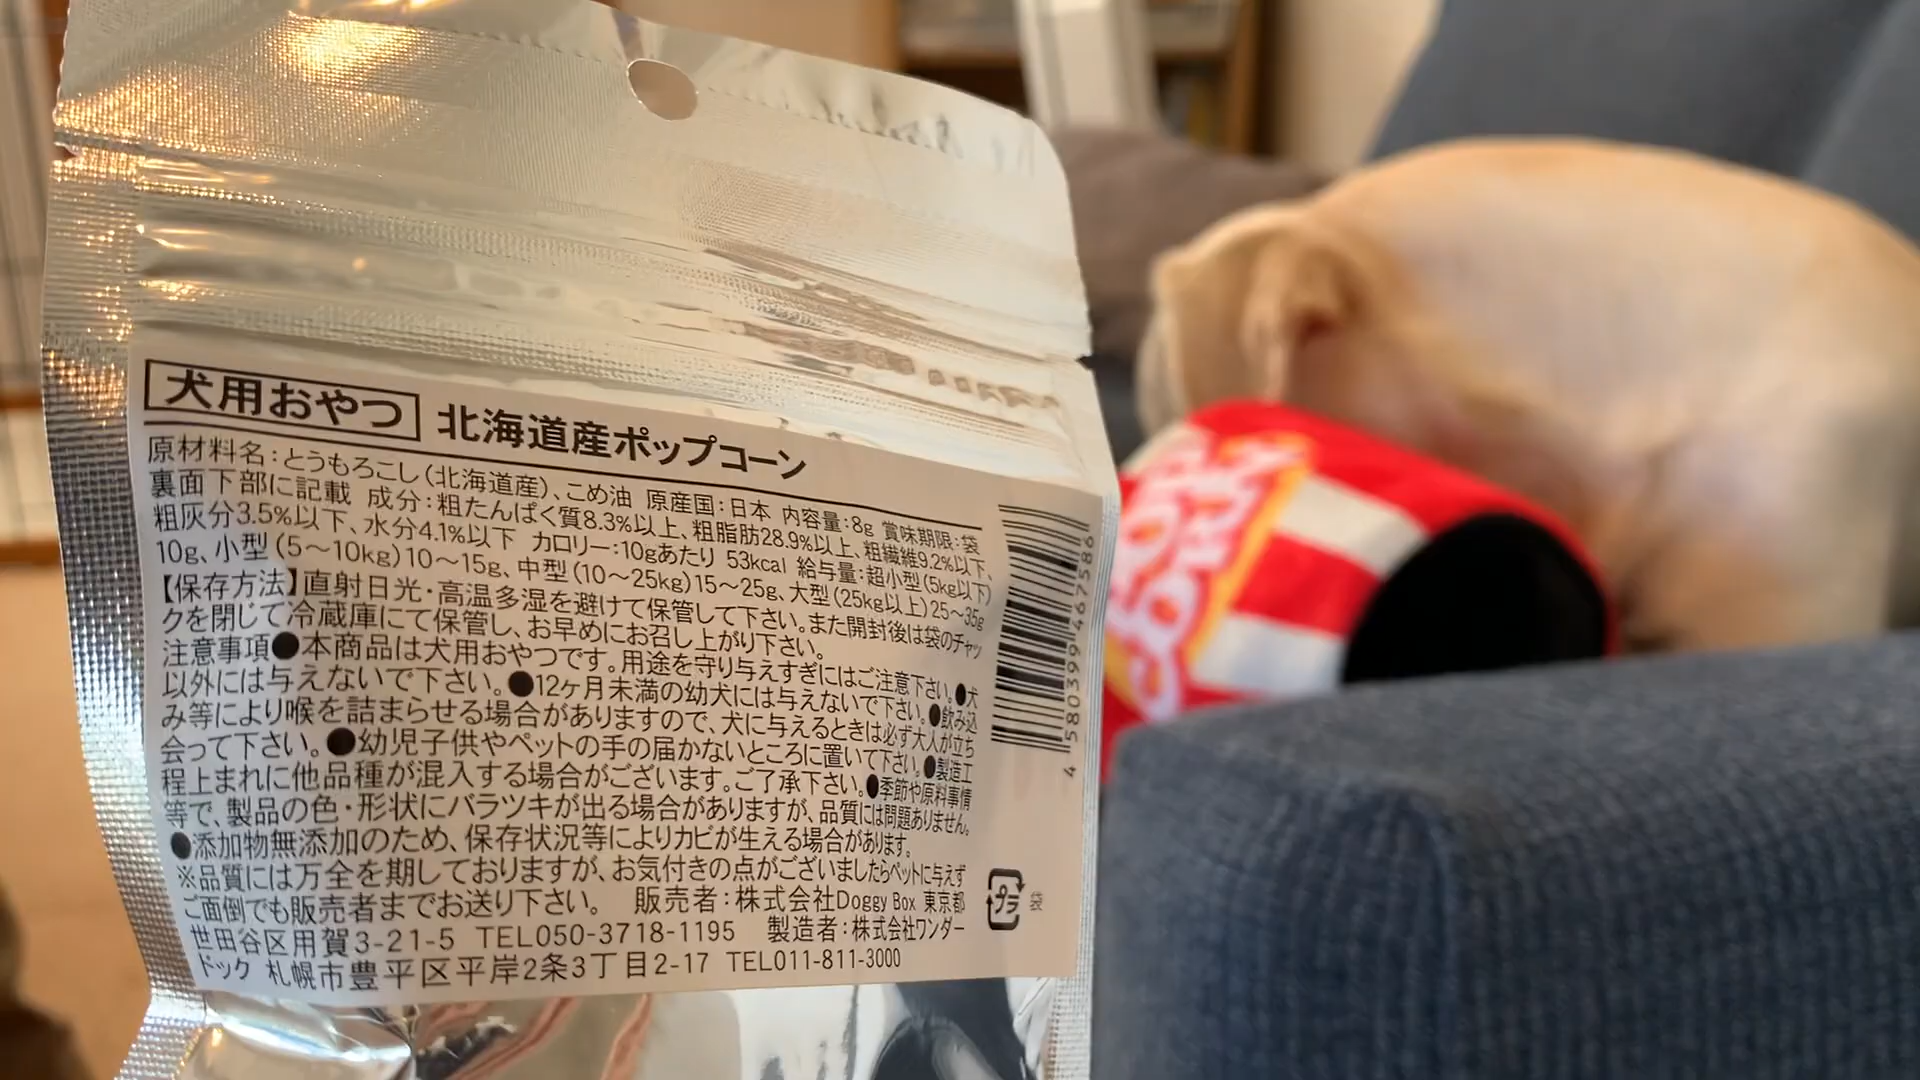 犬用おやつ 北海道産ポップコーン
原材料名：とうもろこし（北海道産）、こめ油 原産国：日本 内容量：8g 賞味期限：袋
裏面下部に記載 成分：粗たんぱく質8.3%以上、粗脂肪28.9%以上、粗繊維9.2%以下、
粗灰分3.5%以下、水分4.1%以下 カロリー：10gあたり 53kcal 給与量：超小型（5kg以下）
10g、小型（5〜10kg）10〜15g、中型（10〜25kg）15〜25g、大型（25kg以上）25〜35g
【保存方法】直射日光・高温多湿を避けて保管して下さい。また開封後は袋のチャッ
クを閉じて冷蔵庫にて保管し、お早めにお召し上がり下さい。
注意事項●本商品は犬用おやつです。用途を守り与えすぎにはご注意下さい。●犬
以外には与えないで下さい。●12ヶ月未満の幼犬には与えないで下さい。●飲み込
み等により喉を詰まらせる場合がありますので、犬に与えるときは必ず大人が立ち
会って下さい。●幼児子供やペットの手の届かないところに置いて下さい。●製造工
程上まれに他品種が混入する場合がございます。ご了承下さい。●季節や原料事情
等で、製品の色・形状にバラツキが出る場合がありますが、品質には問題ありません。
●添加物無添加のため、保存状況等によりカビが生える場合があります。
※品質には万全を期しておりますが、お気付きの点がございましたらペットに与えず
ご面倒でも販売者までお送り下さい。 販売者：株式会社Doggy Box 東京都
世田谷区用賀3-21-5 TEL050-3718-1195 製造者：株式会社ワンダー
ドック 札幌市豊平区平岸2条3丁目2-17 TEL011-811-3000
4 580399 467586
プラ 袋